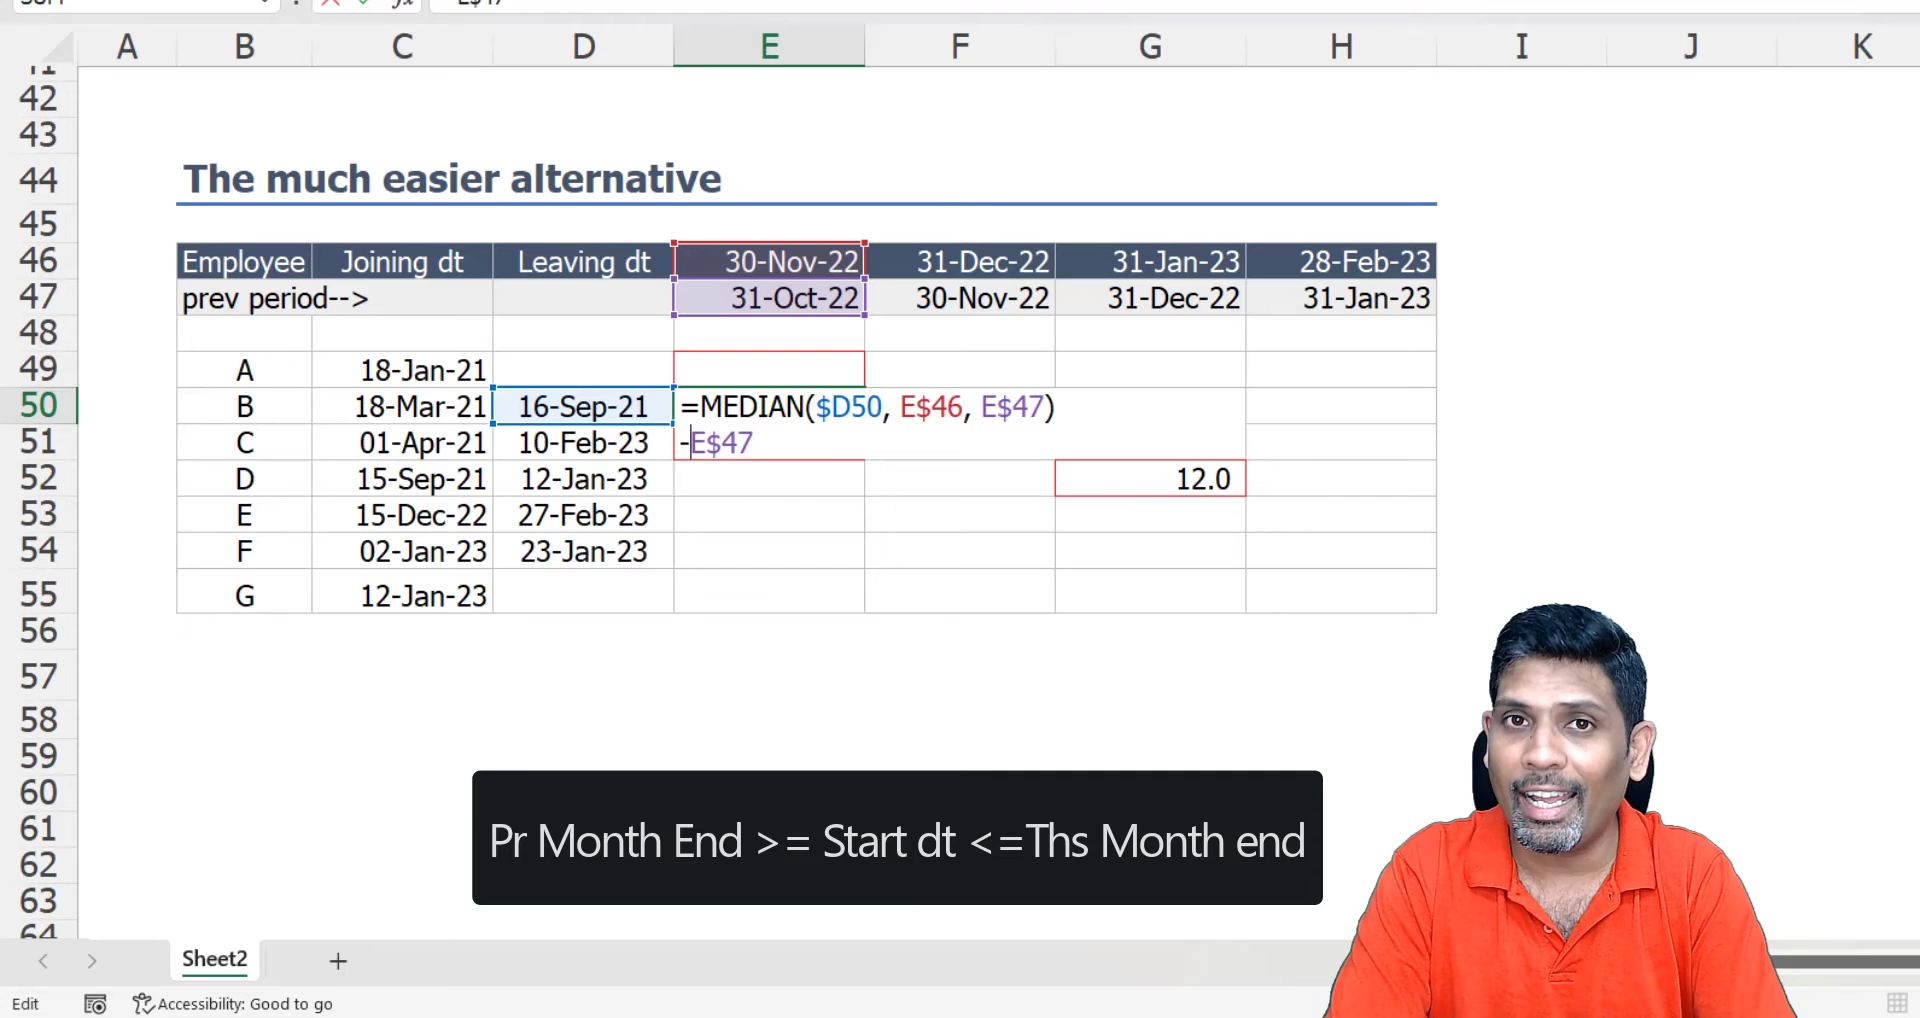 A B C D E F G H I J K
42
43
44 The much easier alternative
45
46 Employee Joining dt Leaving dt 30-Nov-22 31-Dec-22 31-Jan-23 28-Feb-23
47 prev period--> 31-Oct-22 30-Nov-22 31-Dec-22 31-Jan-23
48
49 A 18-Jan-21
50 B 18-Mar-21 16-Sep-21 =MEDIAN($D50, E$46, E$47)
51 C 01-Apr-21 10-Feb-23 -E$47
52 D 15-Sep-21 12-Jan-23 12.0
53 E 15-Dec-22 27-Feb-23
54 F 02-Jan-23 23-Jan-23
55 G 12-Jan-23
56
57
58
59
60
61
62
63
Pr Month End >= Start dt <=Ths Month end
Sheet2
Edit Accessibility: Good to go